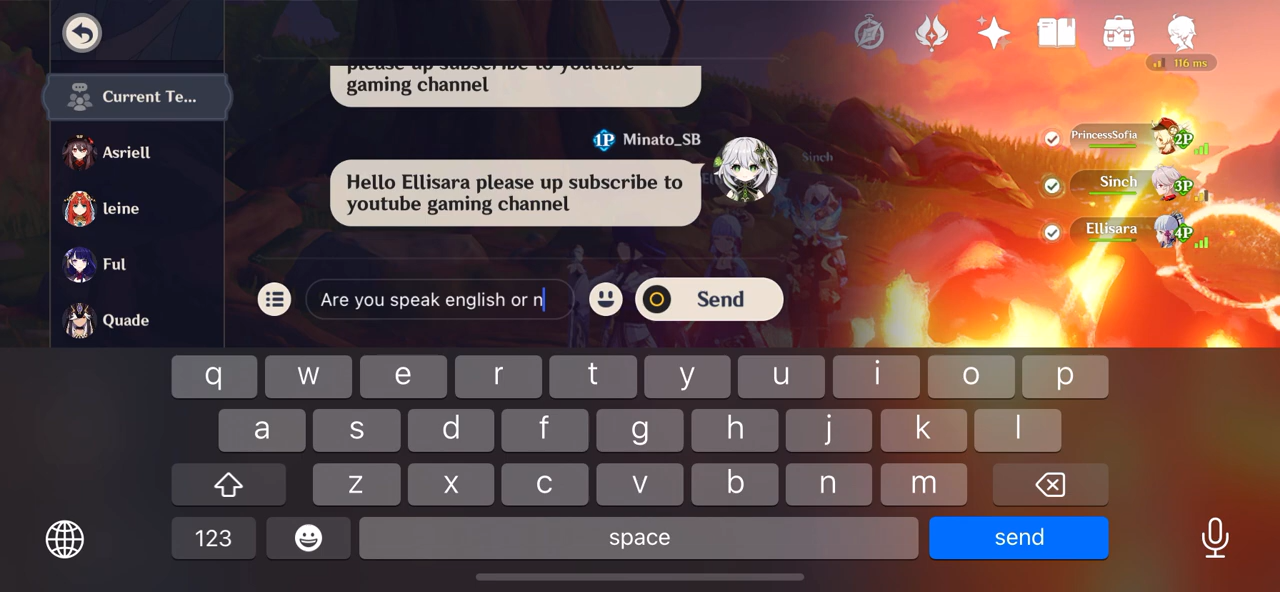 Current Te...
Asriell
leine
Ful
Quade
please up subscribe to youtube
gaming channel
1P Minato_SB
Hello Ellisara please up subscribe to
youtube gaming channel
Are you speak english or n
Send
116 ms
PrincessSofia 2P
Sinch
Sinch 3P
Ellisara 4P
q w e r t y u i o p
a s d f g h j k l
z x c v b n m
123 space send